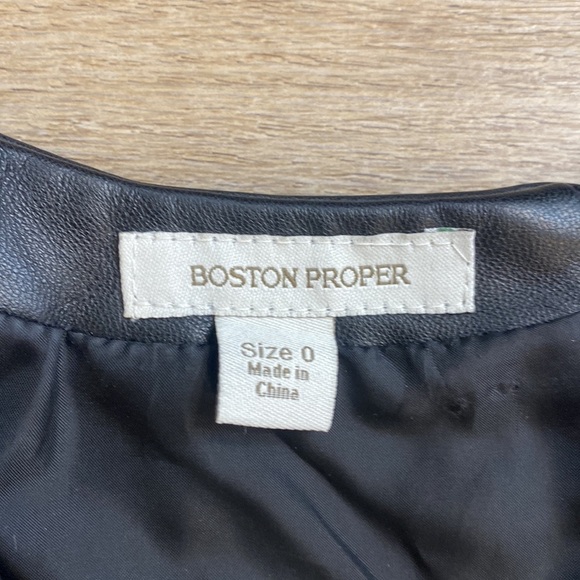 BOSTON PROPER
Size 0
Made in
China